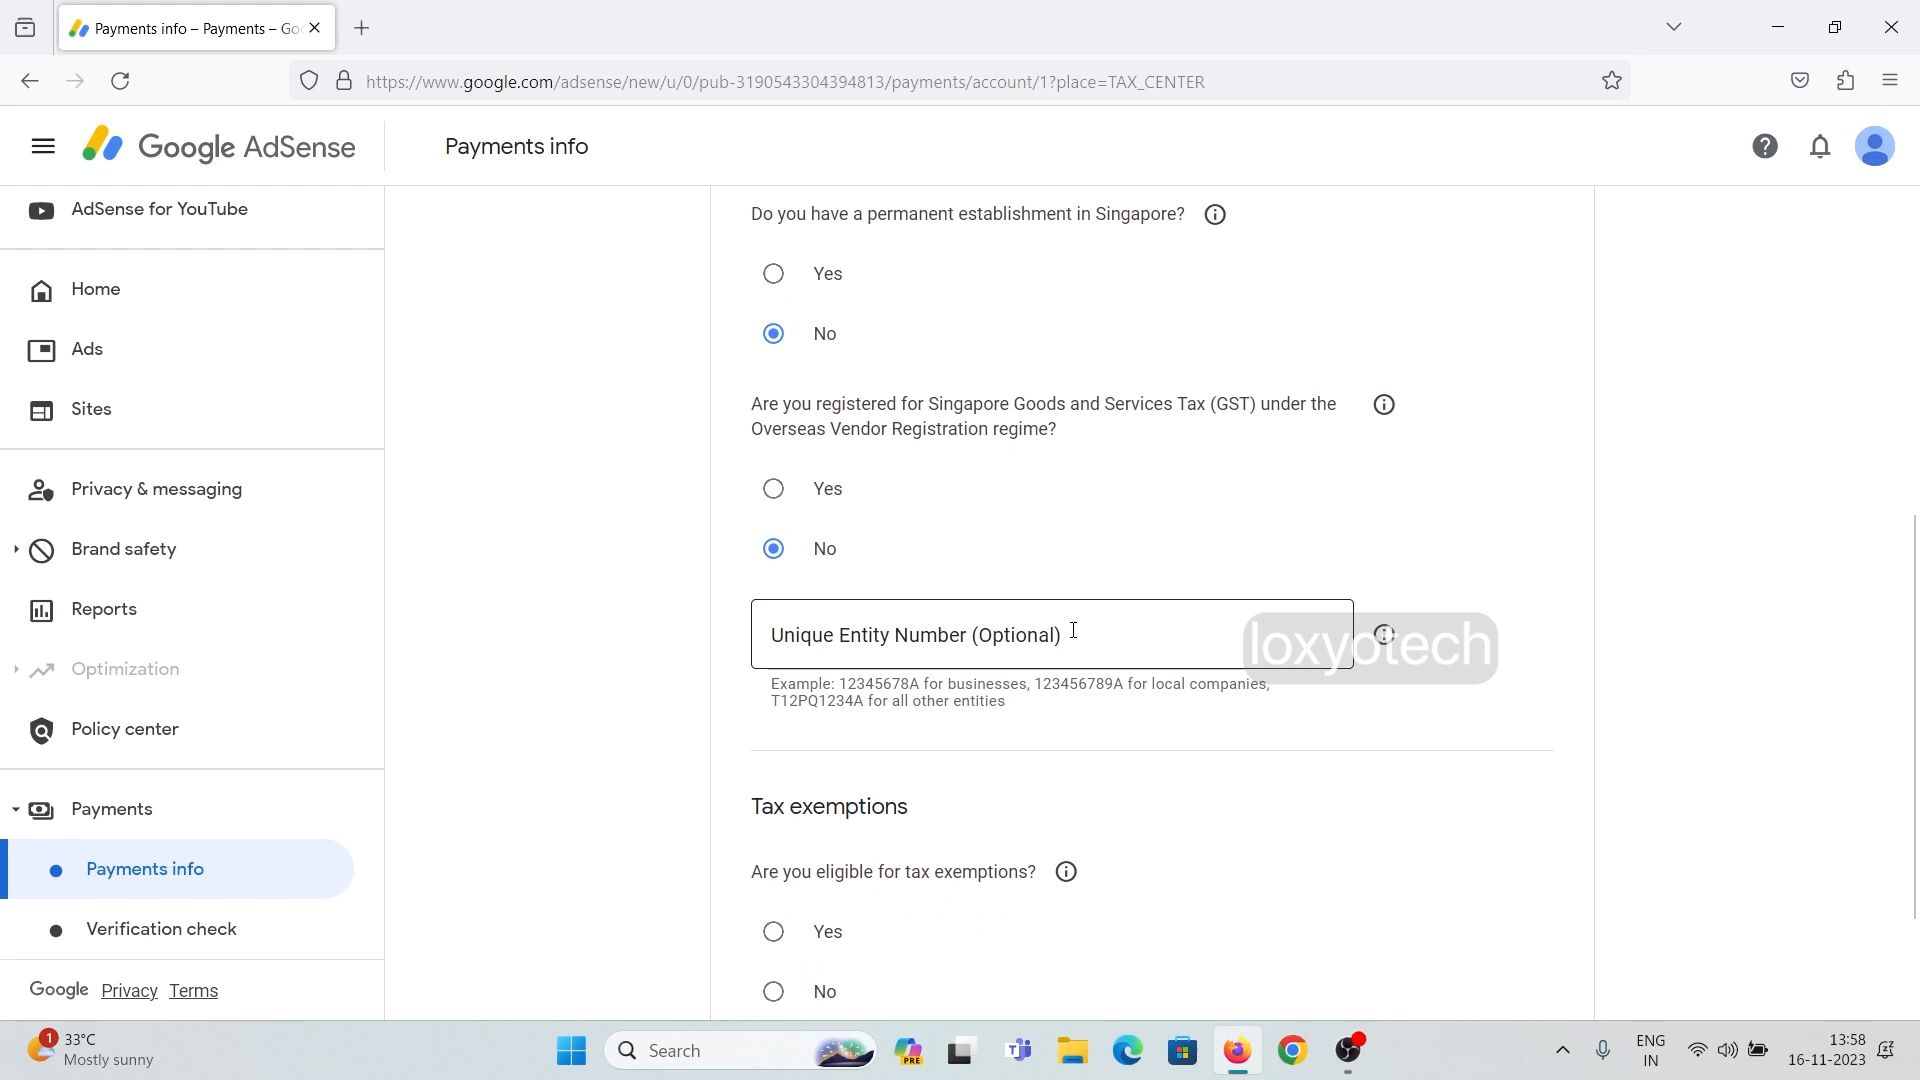 Payments info – Payments – Goo
https://www.google.com/adsense/new/u/0/pub-3190543304394813/payments/account/1?place=TAX_CENTER
Google AdSense
Payments info
AdSense for YouTube
Home
Ads
Sites
Privacy & messaging
Brand safety
Reports
Optimization
Policy center
Payments
Payments info
Verification check
Google Privacy Terms
Do you have a permanent establishment in Singapore?
Yes
No
Are you registered for Singapore Goods and Services Tax (GST) under the
Overseas Vendor Registration regime?
Yes
No
Unique Entity Number (Optional)
loxyotech
Example: 12345678A for businesses, 123456789A for local companies,
T12PQ1234A for all other entities
Tax exemptions
Are you eligible for tax exemptions?
Yes
No
1
33°C
Mostly sunny
Search
PRE
ENG
IN
13:58
16-11-2023